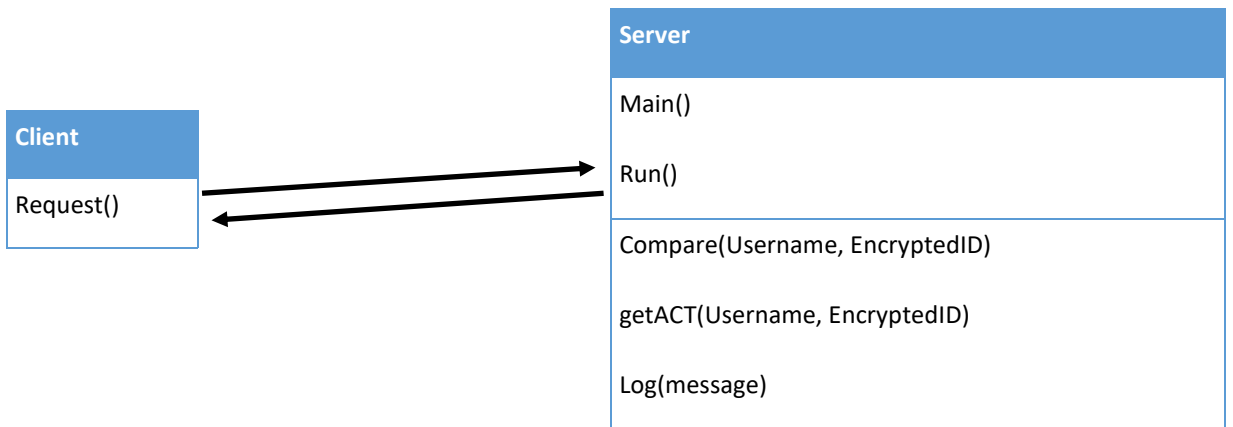 Client
Request()
Server
Main()
Run()
Compare(Username, EncryptedID)
getACT(Username, EncryptedID)
Log(message)